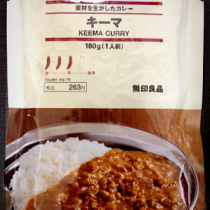 素材を生かしたカレー
キーマ
KEEMA CURRY
180g(1人前)
税込 263円
無印良品